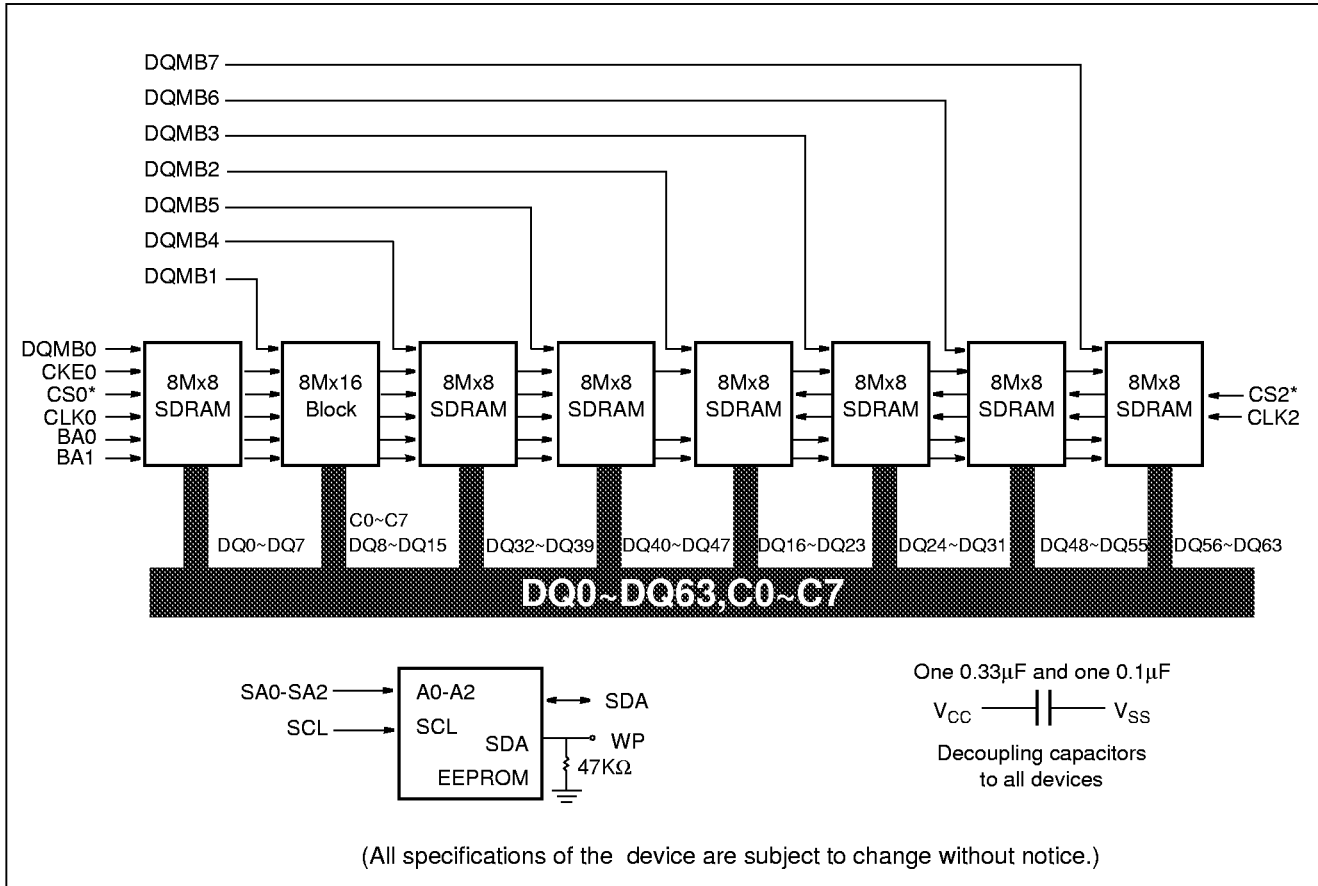 DQMB7
DQMB6
DQMB3
DQMB2
DQMB5
DQMB4
DQMB1
DQMB0
CKE0
CS0*
CLK0
BA0
BA1
8Mx8
SDRAM
8Mx16
Block
8Mx8
SDRAM
8Mx8
SDRAM
8Mx8
SDRAM
8Mx8
SDRAM
8Mx8
SDRAM
8Mx8
SDRAM
CS2*
CLK2
DQ0~DQ7
C0~C7
DQ8~DQ15
DQ32~DQ39
DQ40~DQ47
DQ16~DQ23
DQ24~DQ31
DQ48~DQ55
DQ56~DQ63
DQ0~DQ63,C0~C7
SA0-SA2
SCL
A0-A2
SCL
SDA
EEPROM
SDA
WP
47KΩ
One 0.33µF and one 0.1µF
VCC
VSS
Decoupling capacitors
to all devices
(All specifications of the device are subject to change without notice.)